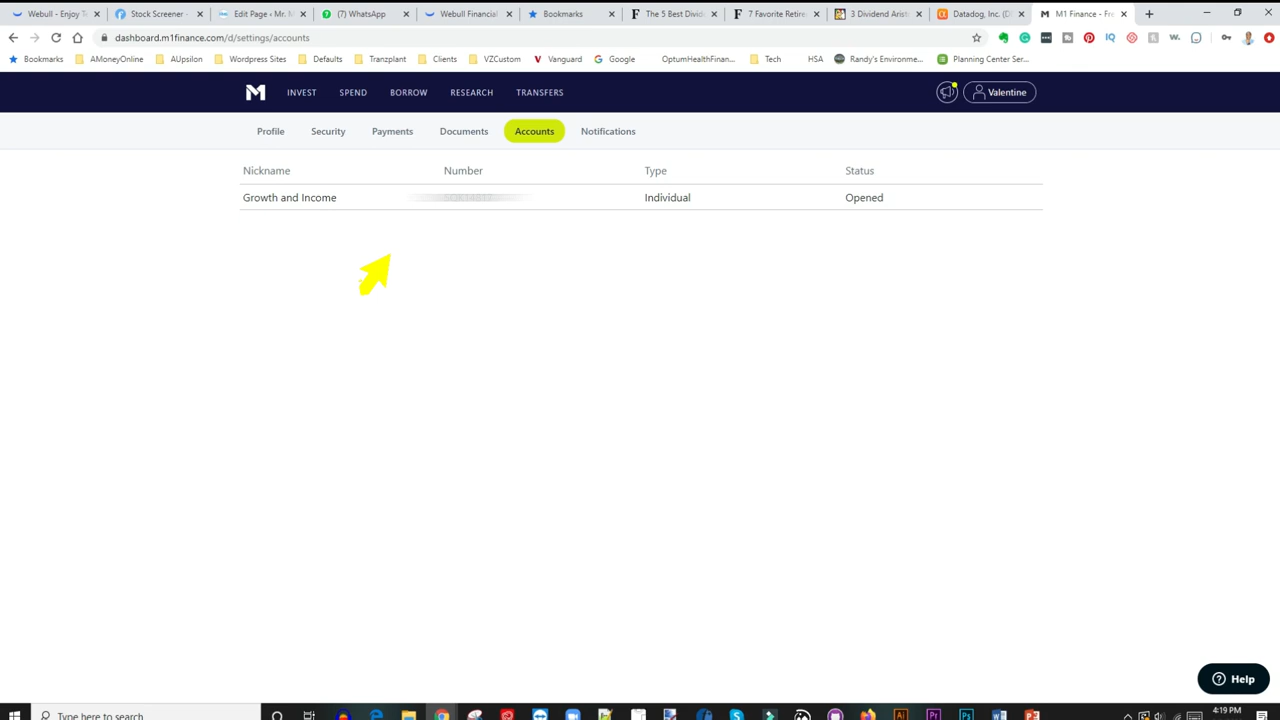 Webull - Enjoy Te
Stock Screener -
Edit Page ‹ Mr. M
(7) WhatsApp
Webull Financial
Bookmarks
The 5 Best Divide
7 Favorite Retire
3 Dividend Arist
Datadog, Inc. (D
M1 Finance - Fre
dashboard.m1finance.com/d/settings/accounts
Bookmarks
AMoneyOnline
AUpsilon
Wordpress Sites
Defaults
Tranzplant
Clients
VZCustom
Vanguard
Google
OptumHealthFinan...
Tech
HSA
Randy's Environme...
Planning Center Ser...
INVEST
SPEND
BORROW
RESEARCH
TRANSFERS
Valentine
Profile
Security
Payments
Documents
Accounts
Notifications
Nickname
Number
Type
Status
Growth and Income
Individual
Opened
Help
Type here to search
4:19 PM